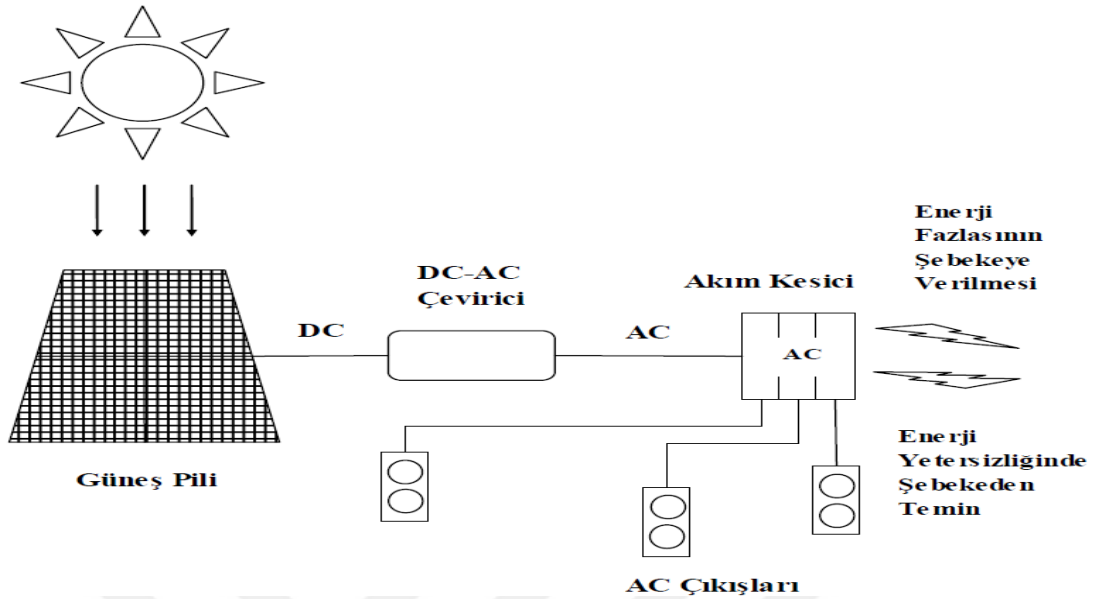 Enerji
Fazlasının
Şebekeye
Verilmesi
DC-AC
Çevirici
Akım Kesici
DC
AC
AC
Güneş Pili
Enerji
Yetersizliğinde
Şebekeden
Temin
AC Çıkışları